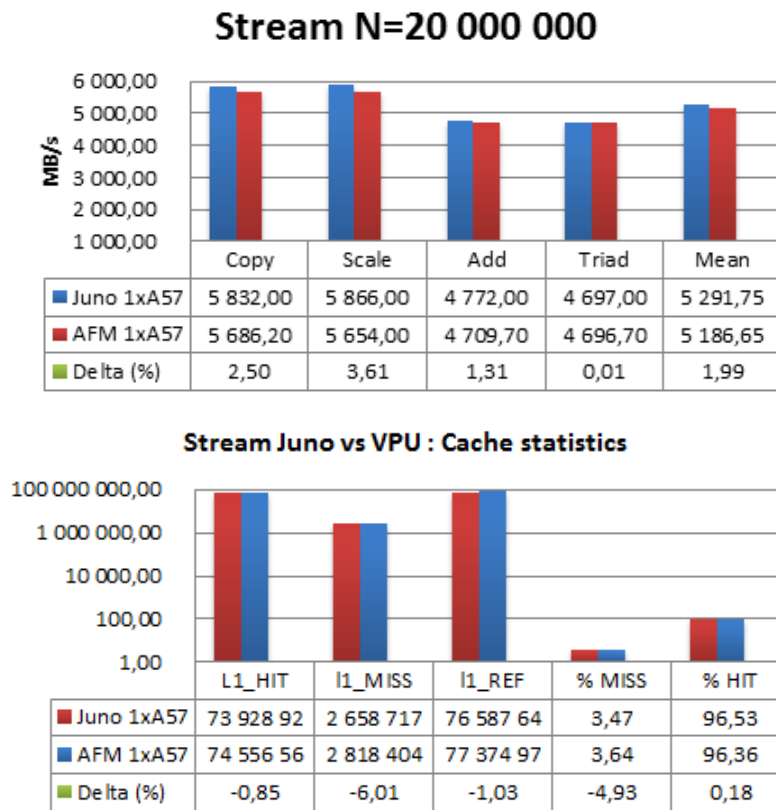 Stream N=20 000 000
6 000,00
5 000,00
4 000,00
3 000,00
2 000,00
1 000,00
MB/s
Copy Scale Add Triad Mean
Juno 1xA57 5 832,00 5 866,00 4 772,00 4 697,00 5 291,75
AFM 1xA57 5 686,20 5 654,00 4 709,70 4 696,70 5 186,65
Delta (%) 2,50 3,61 1,31 0,01 1,99
Stream Juno vs VPU : Cache statistics
100 000 000,00
1 000 000,00
10 000,00
100,00
1,00
L1_HIT l1_MISS l1_REF % MISS % HIT
Juno 1xA57 73 928 92 2 658 717 76 587 64 3,47 96,53
AFM 1xA57 74 556 56 2 818 404 77 374 97 3,64 96,36
Delta (%) -0,85 -6,01 -1,03 -4,93 0,18